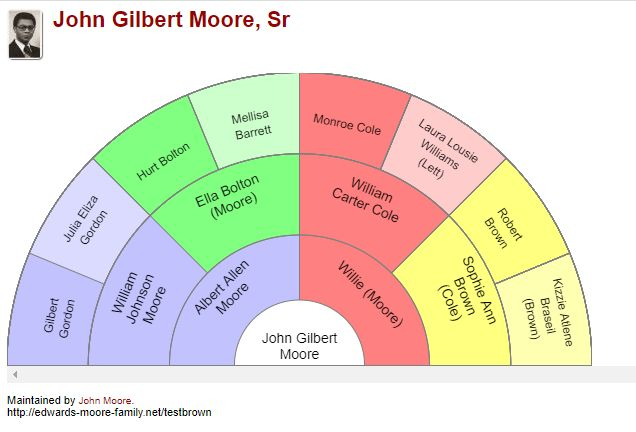 John Gilbert Moore, Sr
Mellisa
Barrett
Monroe Cole
Hurt Bolton
Laura Lousie
Williams
(Lett)
Julia Eliza
Gordon
Ella Bolton
(Moore)
William
Carter Cole
Robert
Brown
Gilbert
Gordon
William
Johnson
Moore
Albert Allen
Moore
Willie (Moore)
Sophie Ann
Brown
(Cole)
Kizzie Atlene
Braseil
(Brown)
John Gilbert
Moore
Maintained by John Moore.
http://edwards-moore-family.net/testbrown